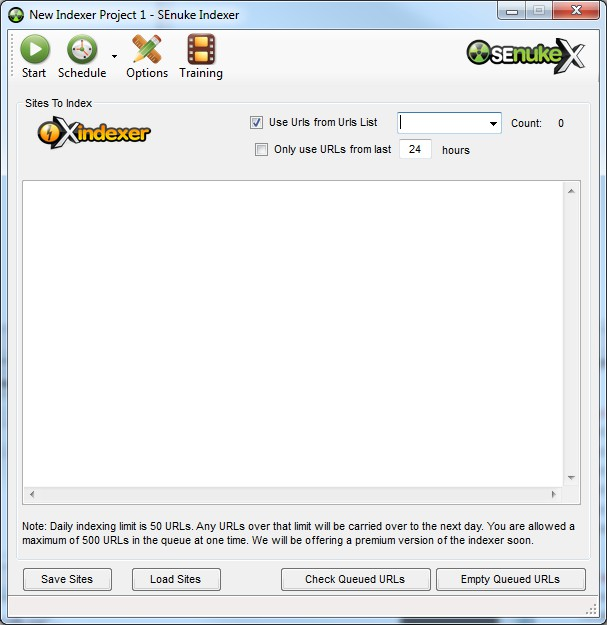 New Indexer Project 1 - SEnuke Indexer
Start Schedule Options Training
SEnukeX
Sites To Index
Xindexer
Use Urls from Urls List Count: 0
Only use URLs from last 24 hours
Note: Daily indexing limit is 50 URLs. Any URLs over that limit will be carried over to the next day. You are allowed a
maximum of 500 URLs in the queue at one time. We will be offering a premium version of the indexer soon.
Save Sites Load Sites Check Queued URLs Empty Queued URLs